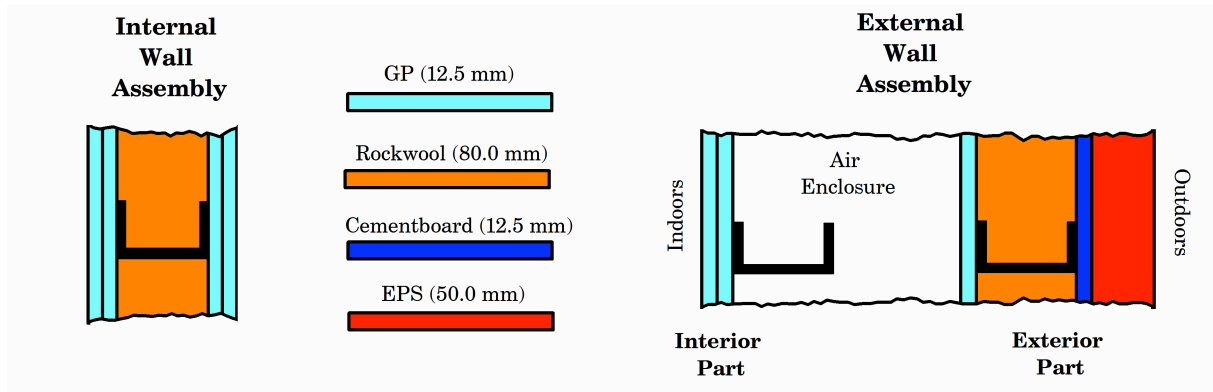 Internal
Wall
Assembly
GP (12.5 mm)
Rockwool (80.0 mm)
Cementboard (12.5 mm)
EPS (50.0 mm)
External
Wall
Assembly
Indoors
Air
Enclosure
Outdoors
Interior
Part
Exterior
Part